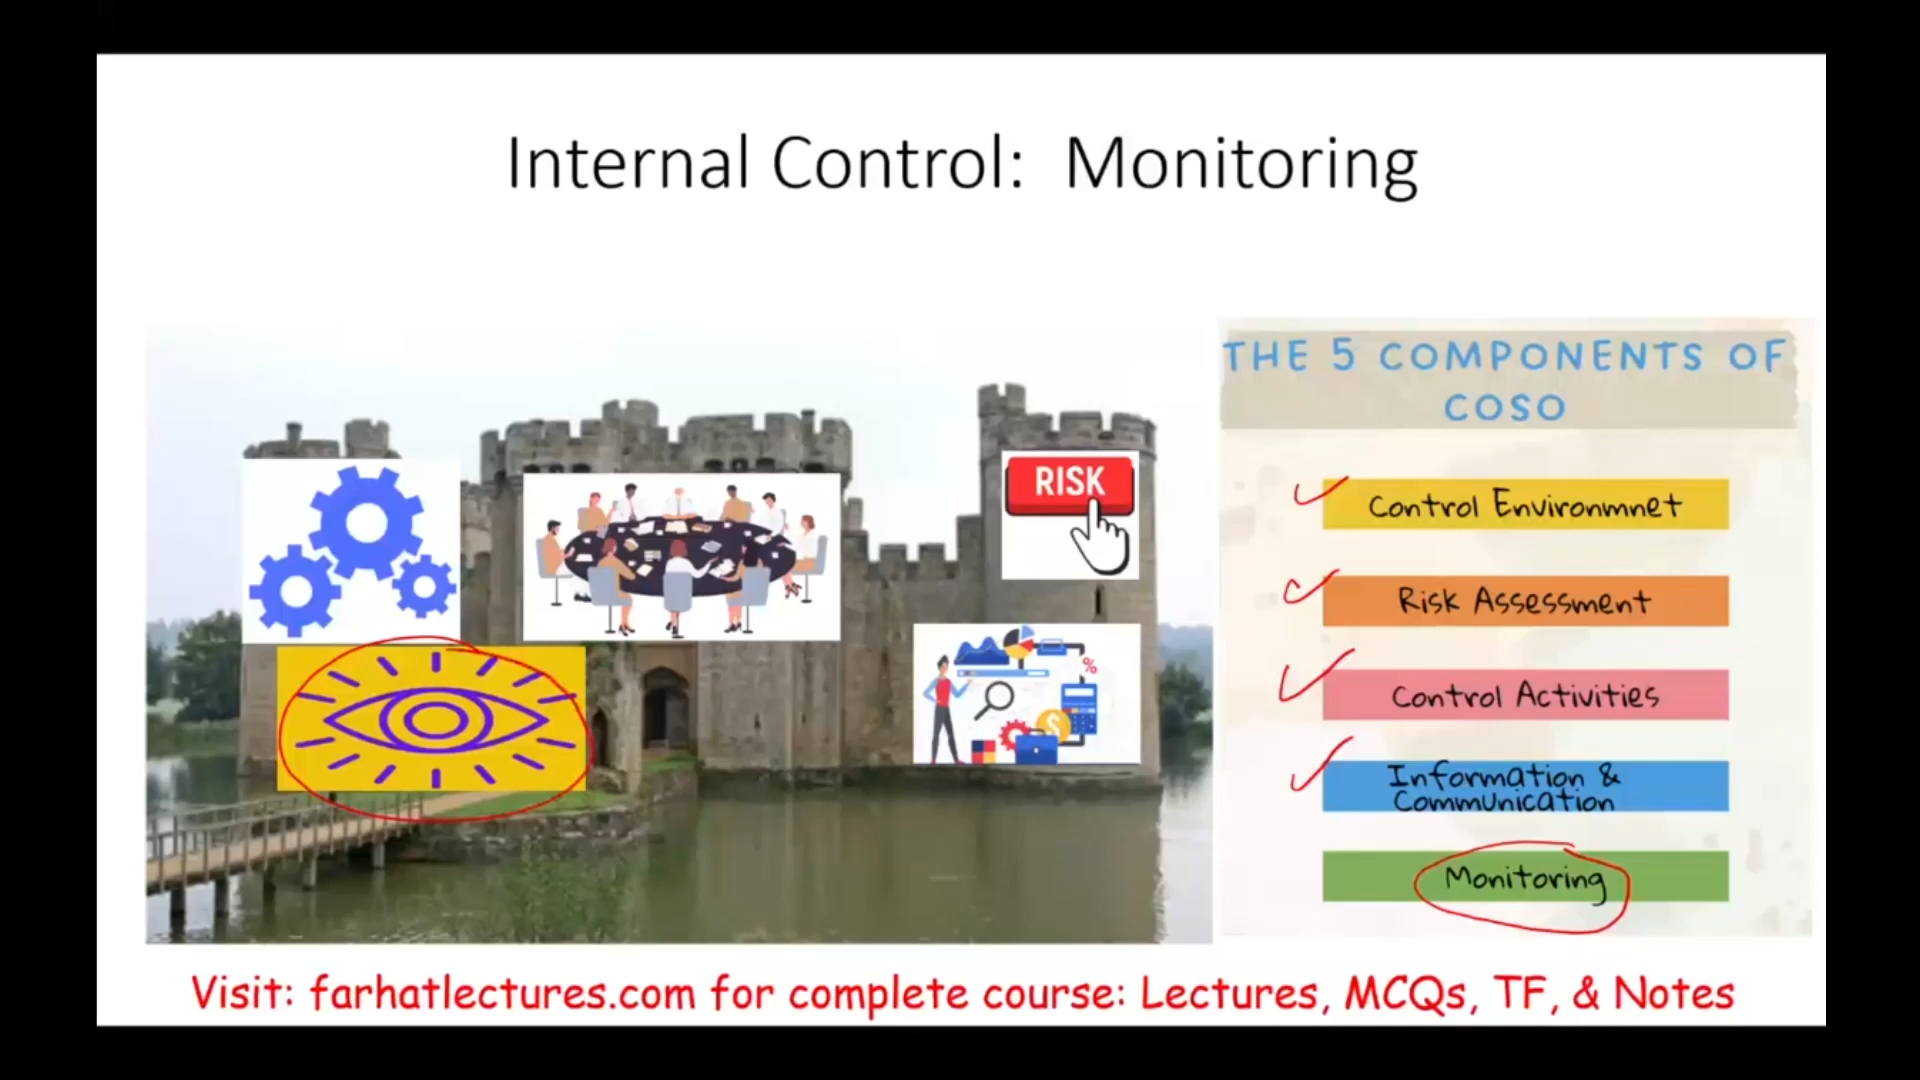 Internal Control: Monitoring
RISK
%
$
THE 5 COMPONENTS OF
COSO
Control Environmnet
Risk Assessment
Control Activities
Information &
Communication
Monitoring
Visit: farhatlectures.com for complete course: Lectures, MCQs, TF, & Notes